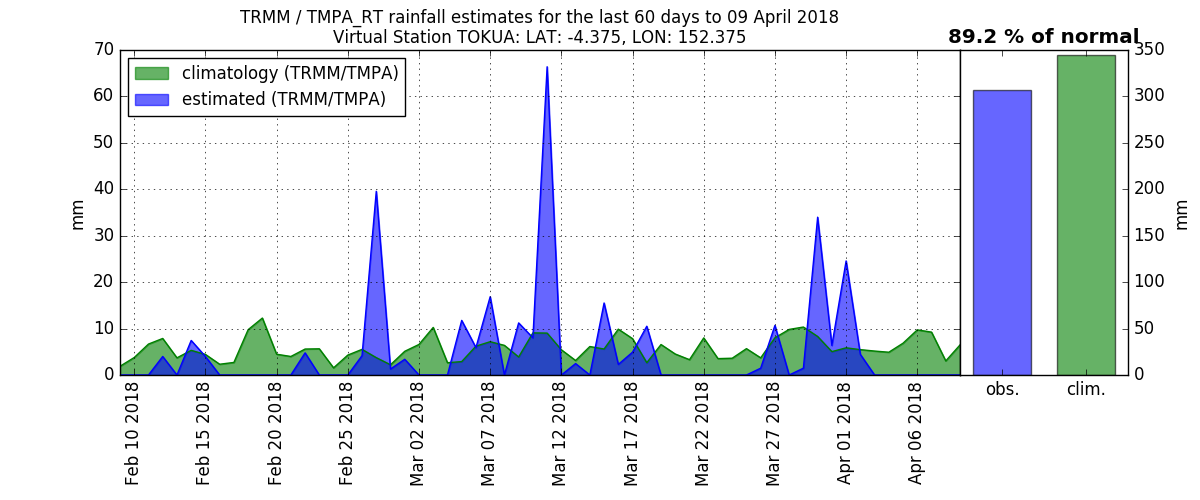 TRMM / TMPA_RT rainfall estimates for the last 60 days to 09 April 2018
Virtual Station TOKUA: LAT: -4.375, LON: 152.375
89.2 % of normal
climatology (TRMM/TMPA)
estimated (TRMM/TMPA)
70
60
50
40
30
20
10
0
mm
Feb 10 2018
Feb 15 2018
Feb 20 2018
Feb 25 2018
Mar 02 2018
Mar 07 2018
Mar 12 2018
Mar 17 2018
Mar 22 2018
Mar 27 2018
Apr 01 2018
Apr 06 2018
350
300
250
200
150
100
50
0
mm
obs.
clim.